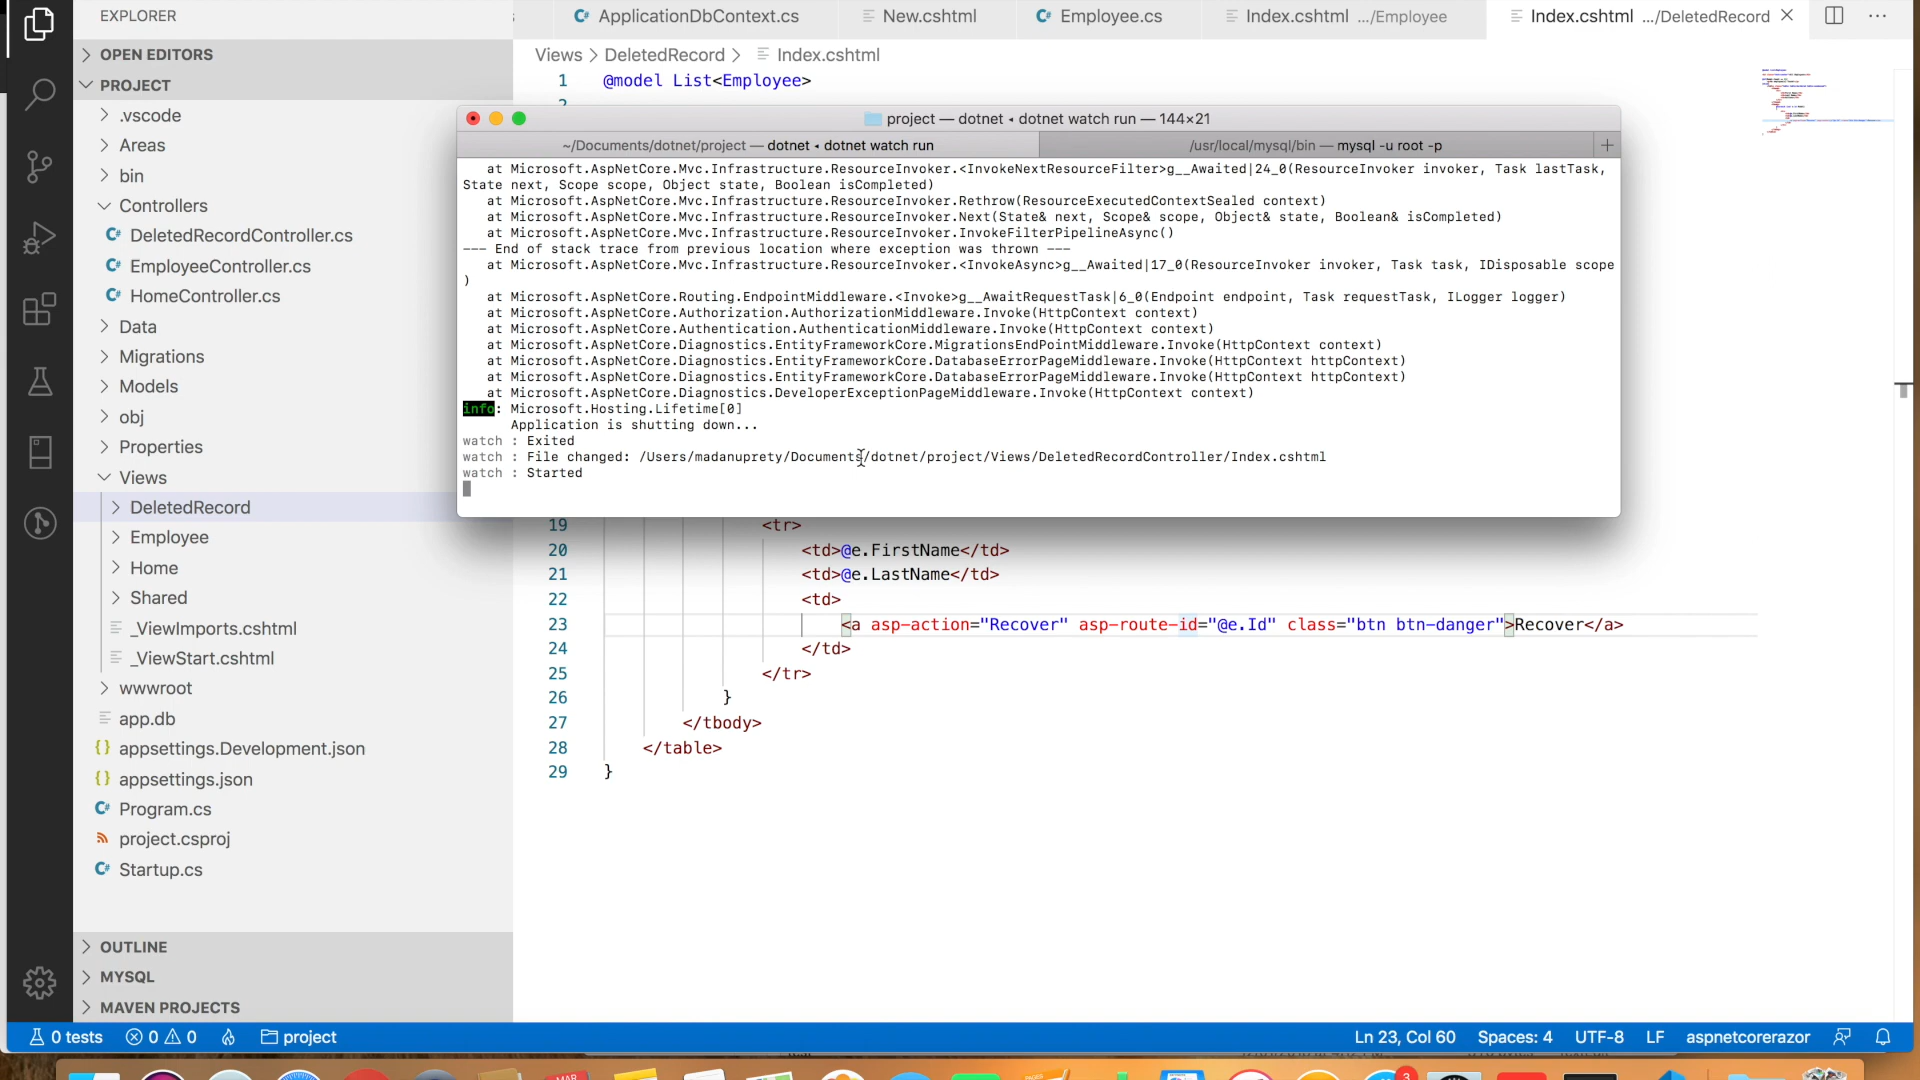 EXPLORER
OPEN EDITORS
PROJECT
.vscode
Areas
bin
Controllers
DeletedRecordController.cs
EmployeeController.cs
HomeController.cs
Data
Migrations
Models
obj
Properties
Views
DeletedRecord
Employee
Home
Shared
_ViewImports.cshtml
_ViewStart.cshtml
wwwroot
app.db
appsettings.Development.json
appsettings.json
Program.cs
project.csproj
Startup.cs
OUTLINE
MYSQL
MAVEN PROJECTS
ApplicationDbContext.cs New.cshtml Employee.cs Index.cshtml .../Employee Index.cshtml .../DeletedRecord
Views > DeletedRecord > Index.cshtml
1 @model List<Employee>
2
project — dotnet ◂ dotnet watch run — 144×21
~/Documents/dotnet/project — dotnet ◂ dotnet watch run /usr/local/mysql/bin — mysql -u root -p
at Microsoft.AspNetCore.Mvc.Infrastructure.ResourceInvoker.<InvokeNextResourceFilter>g__Awaited|24_0(ResourceInvoker invoker, Task lastTask,
State next, Scope scope, Object state, Boolean isCompleted)
at Microsoft.AspNetCore.Mvc.Infrastructure.ResourceInvoker.Rethrow(ResourceExecutedContextSealed context)
at Microsoft.AspNetCore.Mvc.Infrastructure.ResourceInvoker.Next(State& next, Scope& scope, Object& state, Boolean& isCompleted)
at Microsoft.AspNetCore.Mvc.Infrastructure.ResourceInvoker.InvokeFilterPipelineAsync()
--- End of stack trace from previous location where exception was thrown ---
at Microsoft.AspNetCore.Mvc.Infrastructure.ResourceInvoker.<InvokeAsync>g__Awaited|17_0(ResourceInvoker invoker, Task task, IDisposable scope
)
at Microsoft.AspNetCore.Routing.EndpointMiddleware.<Invoke>g__AwaitRequestTask|6_0(Endpoint endpoint, Task requestTask, ILogger logger)
at Microsoft.AspNetCore.Authorization.AuthorizationMiddleware.Invoke(HttpContext context)
at Microsoft.AspNetCore.Authentication.AuthenticationMiddleware.Invoke(HttpContext context)
at Microsoft.AspNetCore.Diagnostics.EntityFrameworkCore.MigrationsEndPointMiddleware.Invoke(HttpContext context)
at Microsoft.AspNetCore.Diagnostics.EntityFrameworkCore.DatabaseErrorPageMiddleware.Invoke(HttpContext httpContext)
at Microsoft.AspNetCore.Diagnostics.EntityFrameworkCore.DatabaseErrorPageMiddleware.Invoke(HttpContext httpContext)
at Microsoft.AspNetCore.Diagnostics.DeveloperExceptionPageMiddleware.Invoke(HttpContext context)
info: Microsoft.Hosting.Lifetime[0]
Application is shutting down...
watch : Exited
watch : File changed: /Users/madanuprety/Documents/dotnet/project/Views/DeletedRecordController/Index.cshtml
watch : Started
19 <tr>
20 <td>@e.FirstName</td>
21 <td>@e.LastName</td>
22 <td>
23 <a asp-action="Recover" asp-route-id="@e.Id" class="btn btn-danger">Recover</a>
24 </td>
25 </tr>
26 }
27 </tbody>
28 </table>
29 }
0 tests 0 0 project Ln 23, Col 60 Spaces: 4 UTF-8 LF aspnetcorerazor
MAR 3